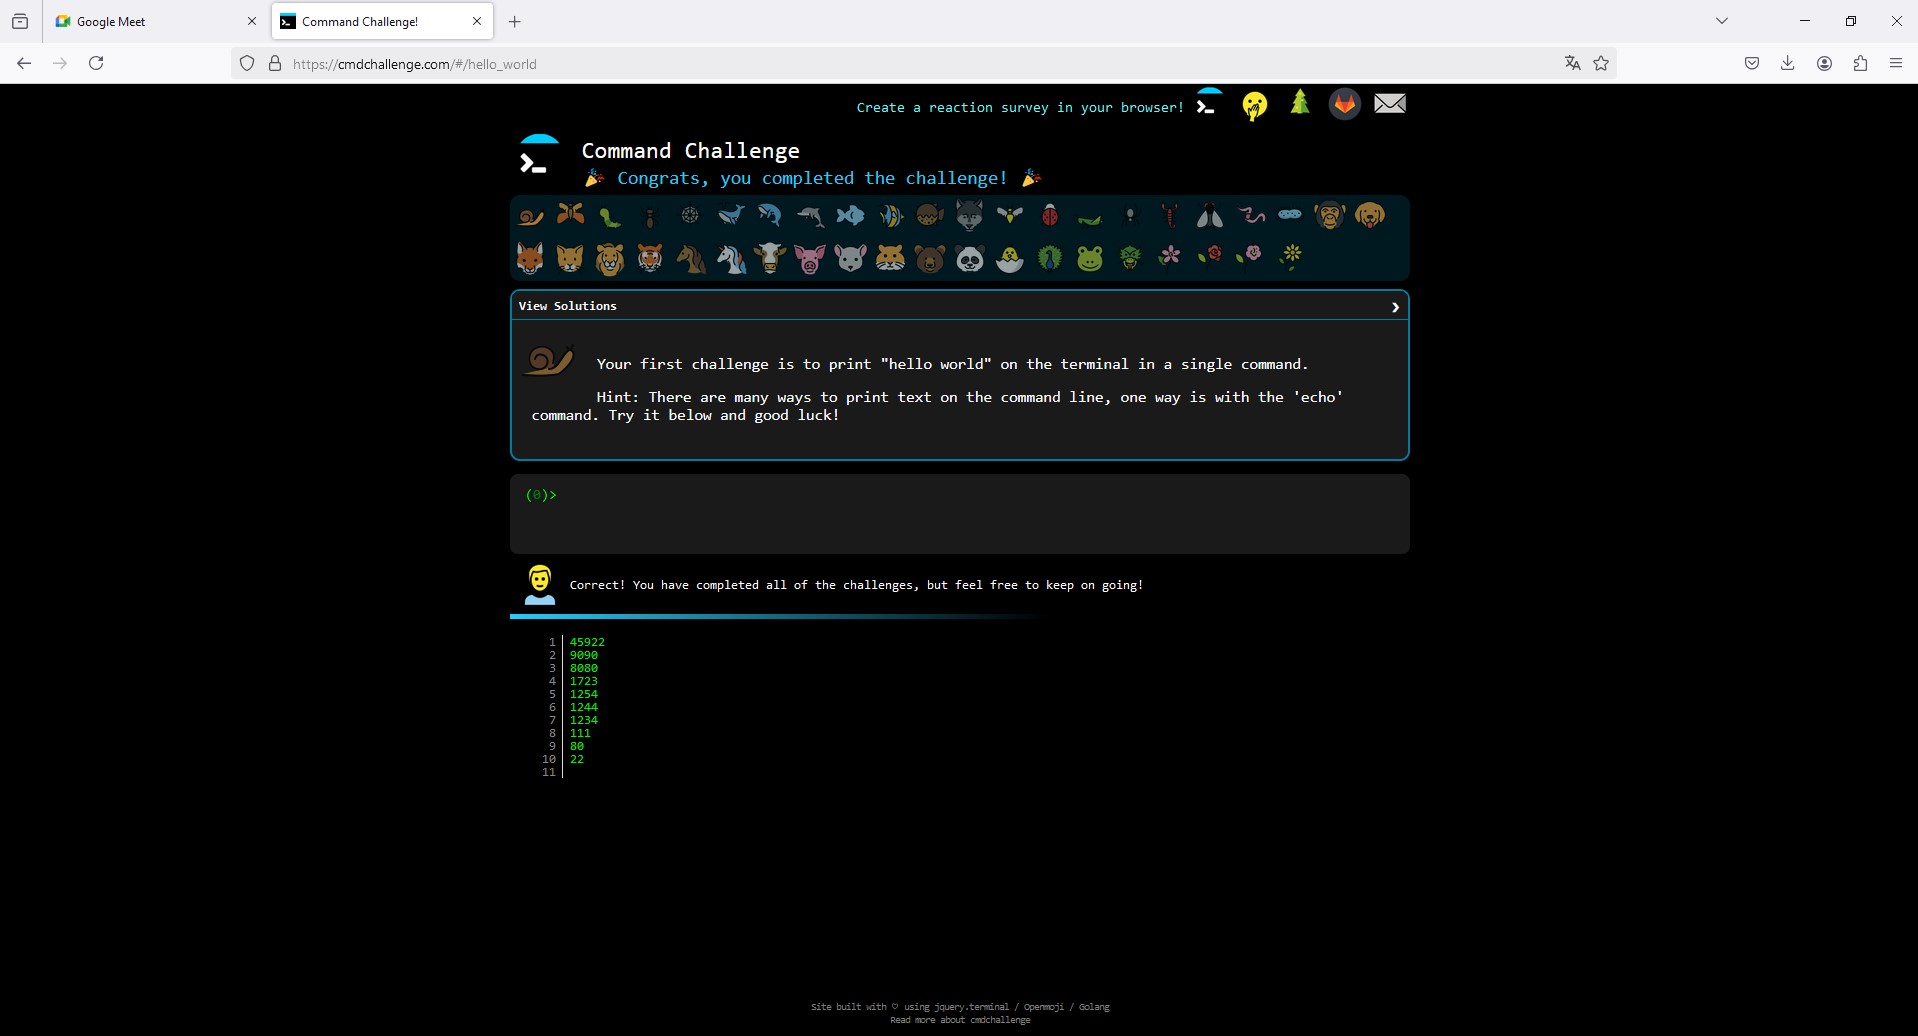 Google Meet
Command Challenge!
https://cmdchallenge.com/#/hello_world
Create a reaction survey in your browser!
Command Challenge
🎉 Congrats, you completed the challenge! 🎉
View Solutions
Your first challenge is to print "hello world" on the terminal in a single command.
Hint: There are many ways to print text on the command line, one way is with the 'echo'
command. Try it below and good luck!
(0)>
Correct! You have completed all of the challenges, but feel free to keep on going!
1 45922
2 9090
3 8080
4 1723
5 1254
6 1244
7 1234
8 111
9 80
10 22
11
Site built with ♡ using jquery.terminal / Openmoji / Golang
Read more about cmdchallenge